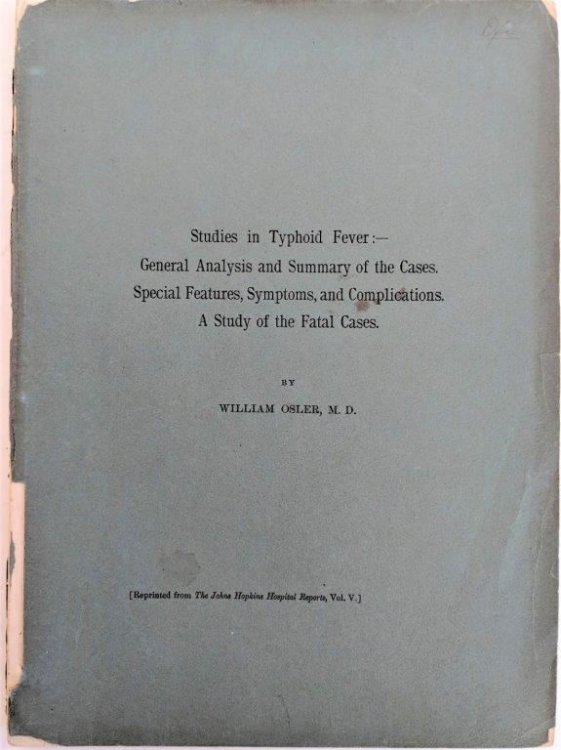 Studies in Typhoid Fever:—
General Analysis and Summary of the Cases.
Special Features, Symptoms, and Complications.
A Study of the Fatal Cases.
BY
WILLIAM OSLER, M. D.
[Reprinted from The Johns Hopkins Hospital Reports, Vol. V.]